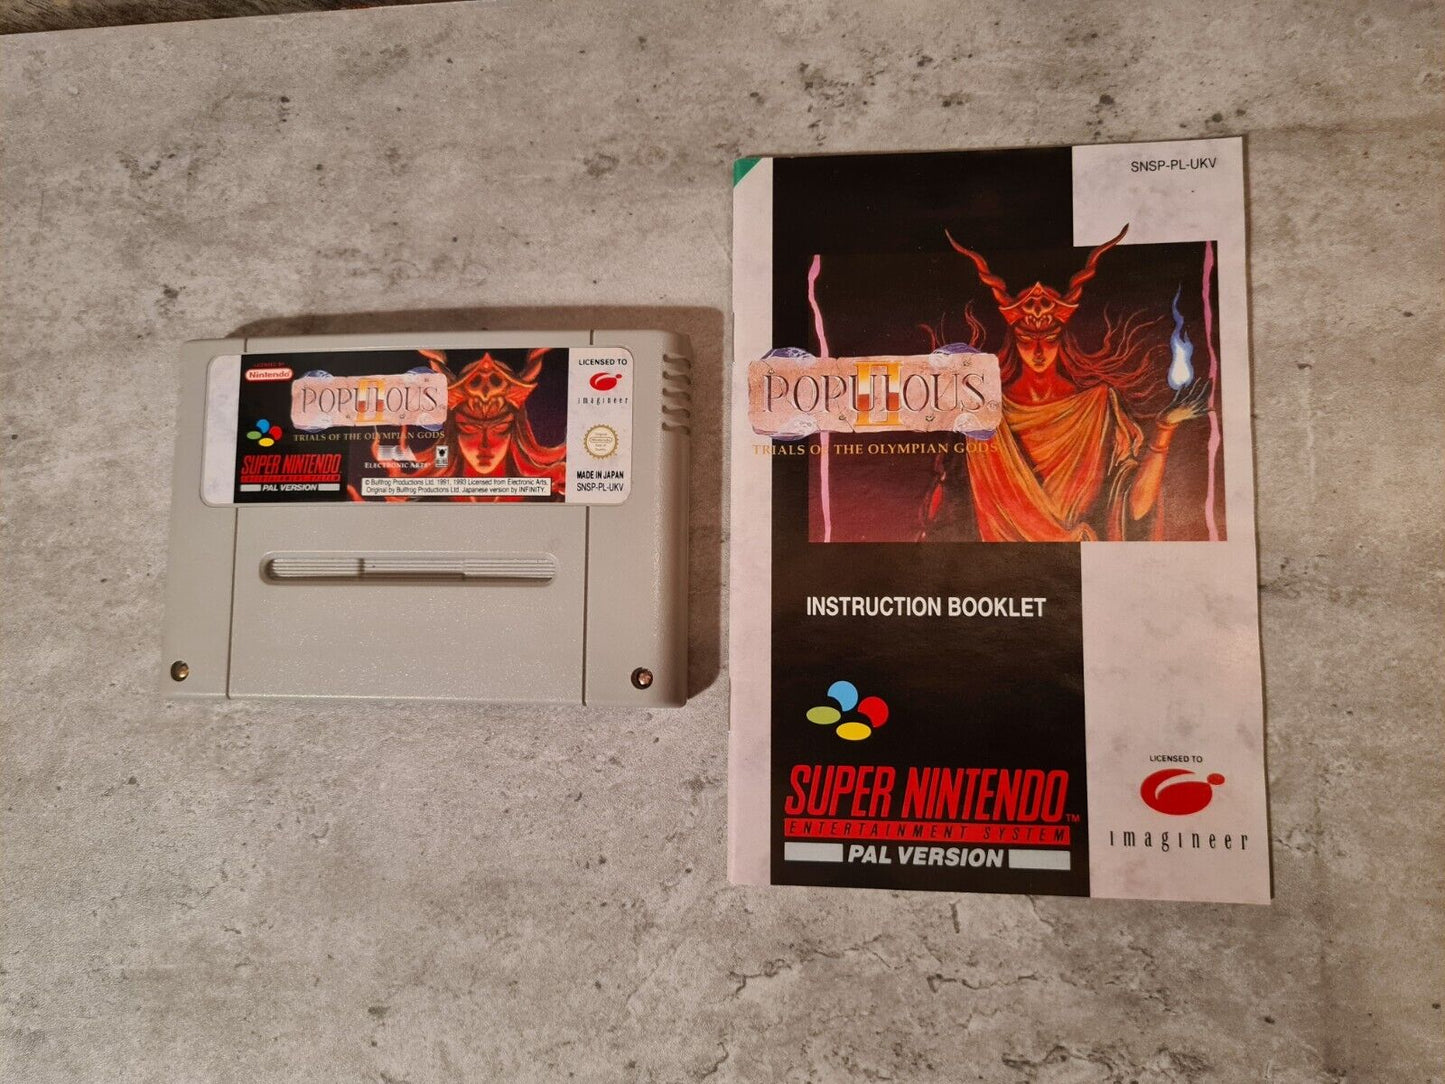 LICENSED BY
Nintendo
POPULOUS
II
TRIALS OF THE OLYMPIAN GODS
ELECTRONIC ARTS
SUPER NINTENDO
ENTERTAINMENT SYSTEM
PAL VERSION
© Bullfrog Productions Ltd. 1991, 1993 Licensed from Electronic Arts,
Original by Bullfrog Productions Ltd. Japanese version by INFINITY.
LICENSED TO
imagineer
Nintendo
MADE IN JAPAN
SNSP-PL-UKV
SNSP-PL-UKV
POPULOUS
II
TRIALS OF THE OLYMPIAN GODS
INSTRUCTION BOOKLET
SUPER NINTENDO TM
ENTERTAINMENT SYSTEM
PAL VERSION
LICENSED TO
imagineer